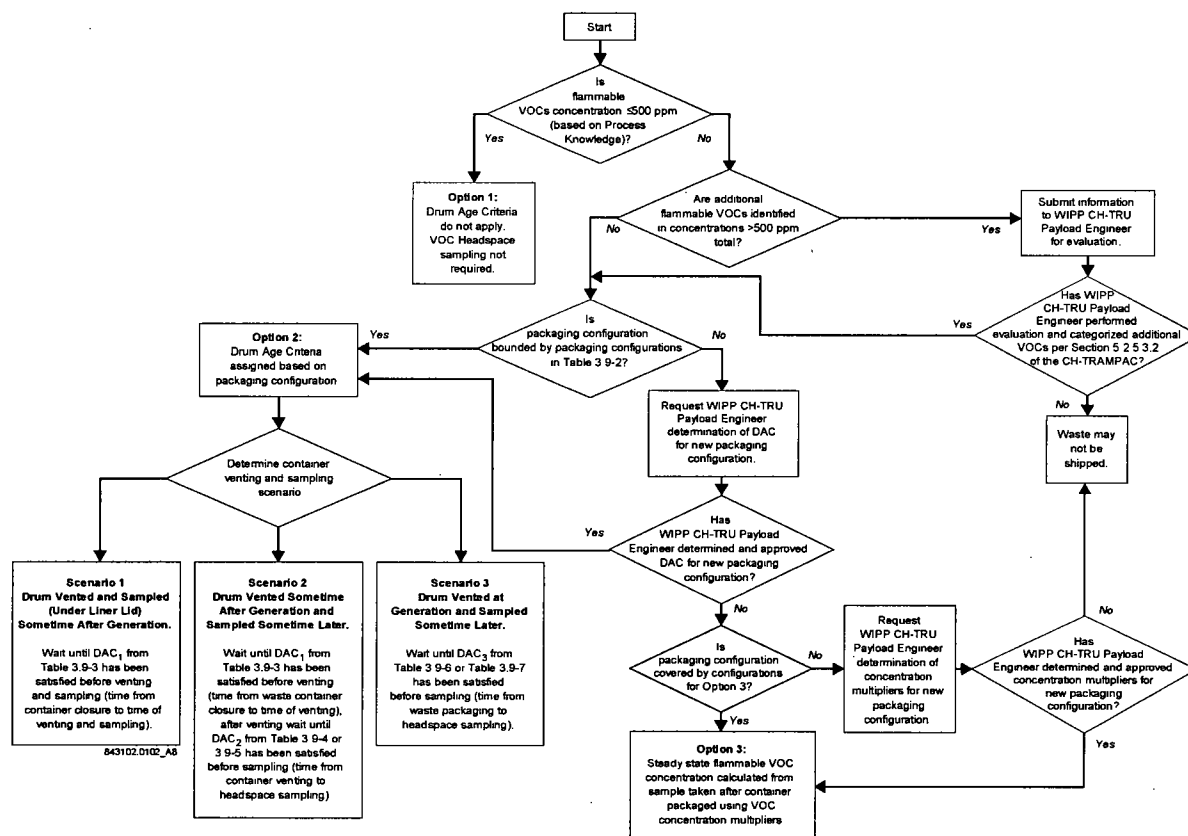 Start
Is
flammable
VOCs concentration ≤500 ppm
(based on Process
Knowledge)?
Yes
No
Option 1:
Drum Age Criteria
do not apply.
VOC Headspace
sampling not
required.
Are additional
flammable VOCs identified
in concentrations >500 ppm
total?
No
Yes
Submit information
to WIPP CH-TRU
Payload Engineer
for evaluation.
Has WIPP
CH-TRU Payload
Engineer performed
evaluation and categorized additional
VOCs per Section 5 2 5 3.2
of the CH-TRAMPAC?
Yes
No
Waste may
not be
shipped.
Is
packaging configuration
bounded by packaging configurations
in Table 3 9-2?
Yes
No
Option 2:
Drum Age Criteria
assigned based on
packaging configuration
Request WIPP CH-TRU
Payload Engineer
determination of DAC
for new packaging
configuration.
Determine container
venting and sampling
scenario
Has
WIPP CH-TRU Payload
Engineer determined and approved
DAC for new packaging
configuration?
Yes
No
Scenario 1
Drum Vented and Sampled
(Under Liner Lid)
Sometime After Generation.
Wait until DAC1 from
Table 3.9-3 has been
satisfied before venting
and sampling (time from
container closure to time of
venting and sampling).
843102.0102_A8
Scenario 2
Drum Vented Sometime
After Generation and
Sampled Sometime Later.
Wait until DAC1 from
Table 3.9-3 has been
satisfied before venting
(time from waste container
closure to time of venting),
after venting wait until
DAC2 from Table 3 9-4 or
3 9-5 has been satisfied
before sampling (time from
container venting to
headspace sampling)
Scenario 3
Drum Vented at
Generation and Sampled
Sometime Later.
Wait until DAC3 from
Table 3 9-6 or Table 3.9-7
has been satisfied
before sampling (time from
waste packaging to
headspace sampling).
Is
packaging configuration
covered by configurations
for Option 3?
No
Yes
Request
WIPP CH-TRU
Payload Engineer
determination of
concentration
multipliers for new
packaging
configuration
Has
WIPP CH-TRU Payload
Engineer determined and approved
concentration multipliers for
new packaging
configuration?
No
Yes
Option 3:
Steady state flammable VOC
concentration calculated from
sample taken after container
packaged using VOC
concentration multipliers